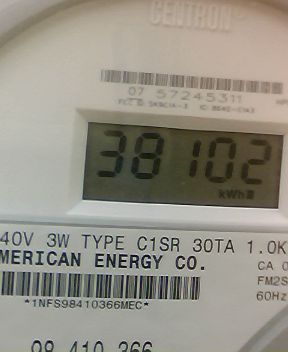 CENTRON
07 57245311
38102
kWh
40V 3W TYPE C1SR 30TA 1.0K
MERICAN ENERGY CO.
CA 0
FM2S
60Hz
*1NFS98410366MEC*
98 410 366